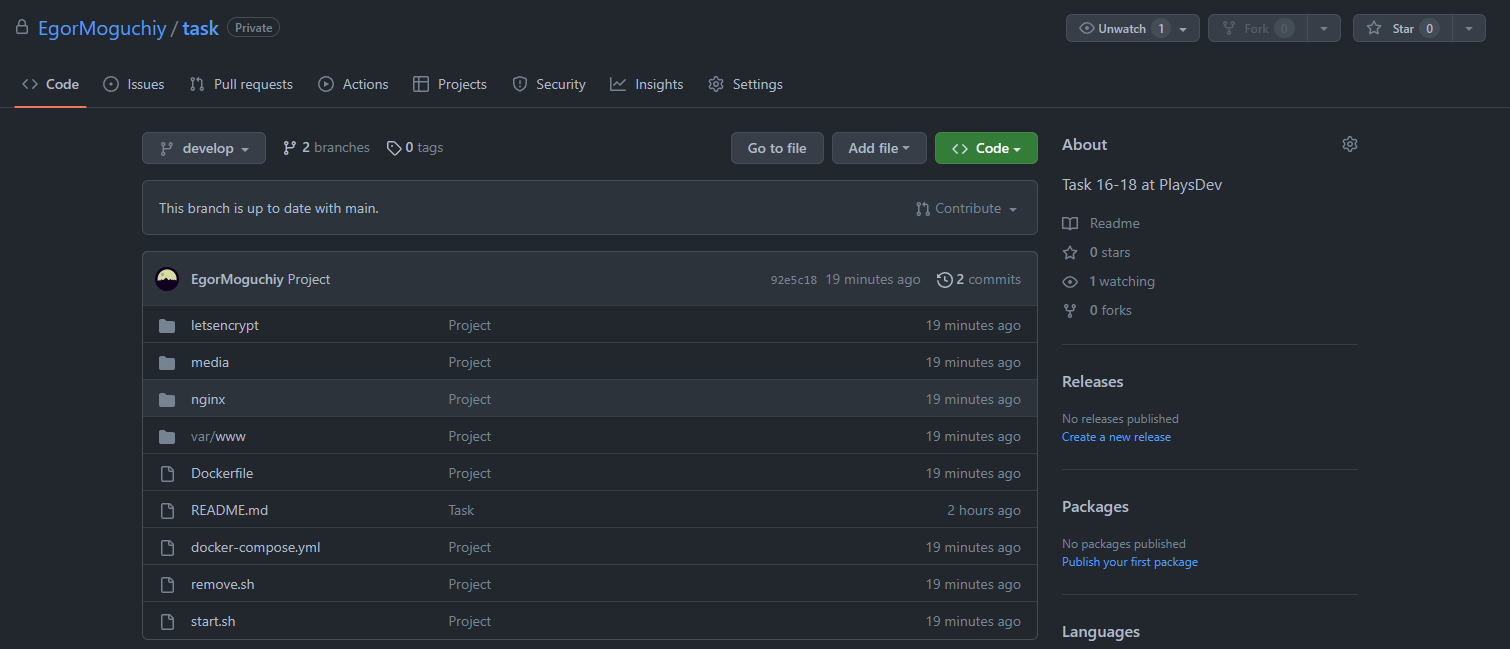 EgorMoguchiy / task Private
Unwatch 1 Fork 0 Star 0
Code Issues Pull requests Actions Projects Security Insights Settings
develop 2 branches 0 tags Go to file Add file Code
This branch is up to date with main. Contribute
EgorMoguchiy Project 92e5c18 19 minutes ago 2 commits
letsencrypt Project 19 minutes ago
media Project 19 minutes ago
nginx Project 19 minutes ago
var/www Project 19 minutes ago
Dockerfile Project 19 minutes ago
README.md Task 2 hours ago
docker-compose.yml Project 19 minutes ago
remove.sh Project 19 minutes ago
start.sh Project 19 minutes ago
About
Task 16-18 at PlaysDev
Readme
0 stars
1 watching
0 forks
Releases
No releases published
Create a new release
Packages
No packages published
Publish your first package
Languages